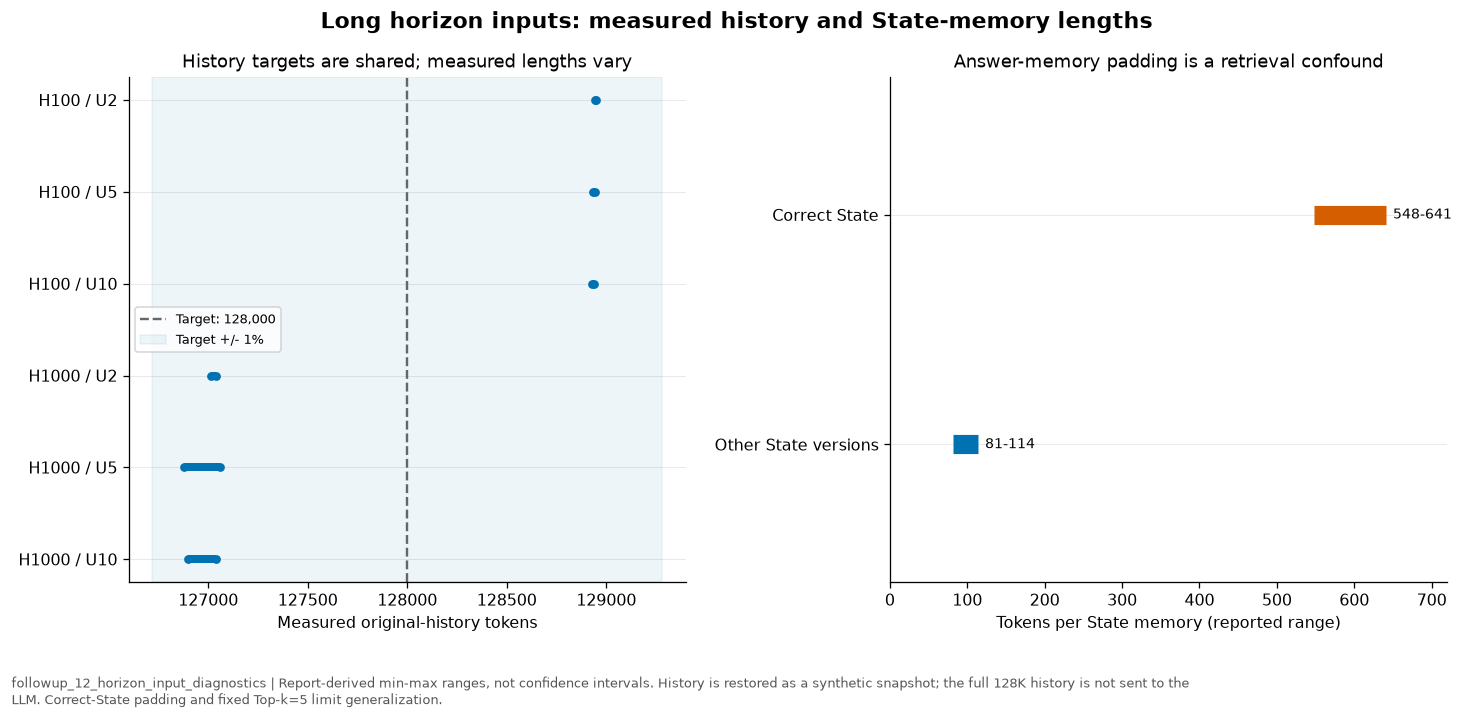 Long horizon inputs: measured history and State-memory lengths
History targets are shared; measured lengths vary
H100 / U2
H100 / U5
H100 / U10
Target: 128,000
Target +/- 1%
H1000 / U2
H1000 / U5
H1000 / U10
127000 127500 128000 128500 129000
Measured original-history tokens
Answer-memory padding is a retrieval confound
Correct State
548-641
Other State versions
81-114
0 100 200 300 400 500 600 700
Tokens per State memory (reported range)
followup_12_horizon_input_diagnostics | Report-derived min-max ranges, not confidence intervals. History is restored as a synthetic snapshot; the full 128K history is not sent to the
LLM. Correct-State padding and fixed Top-k=5 limit generalization.